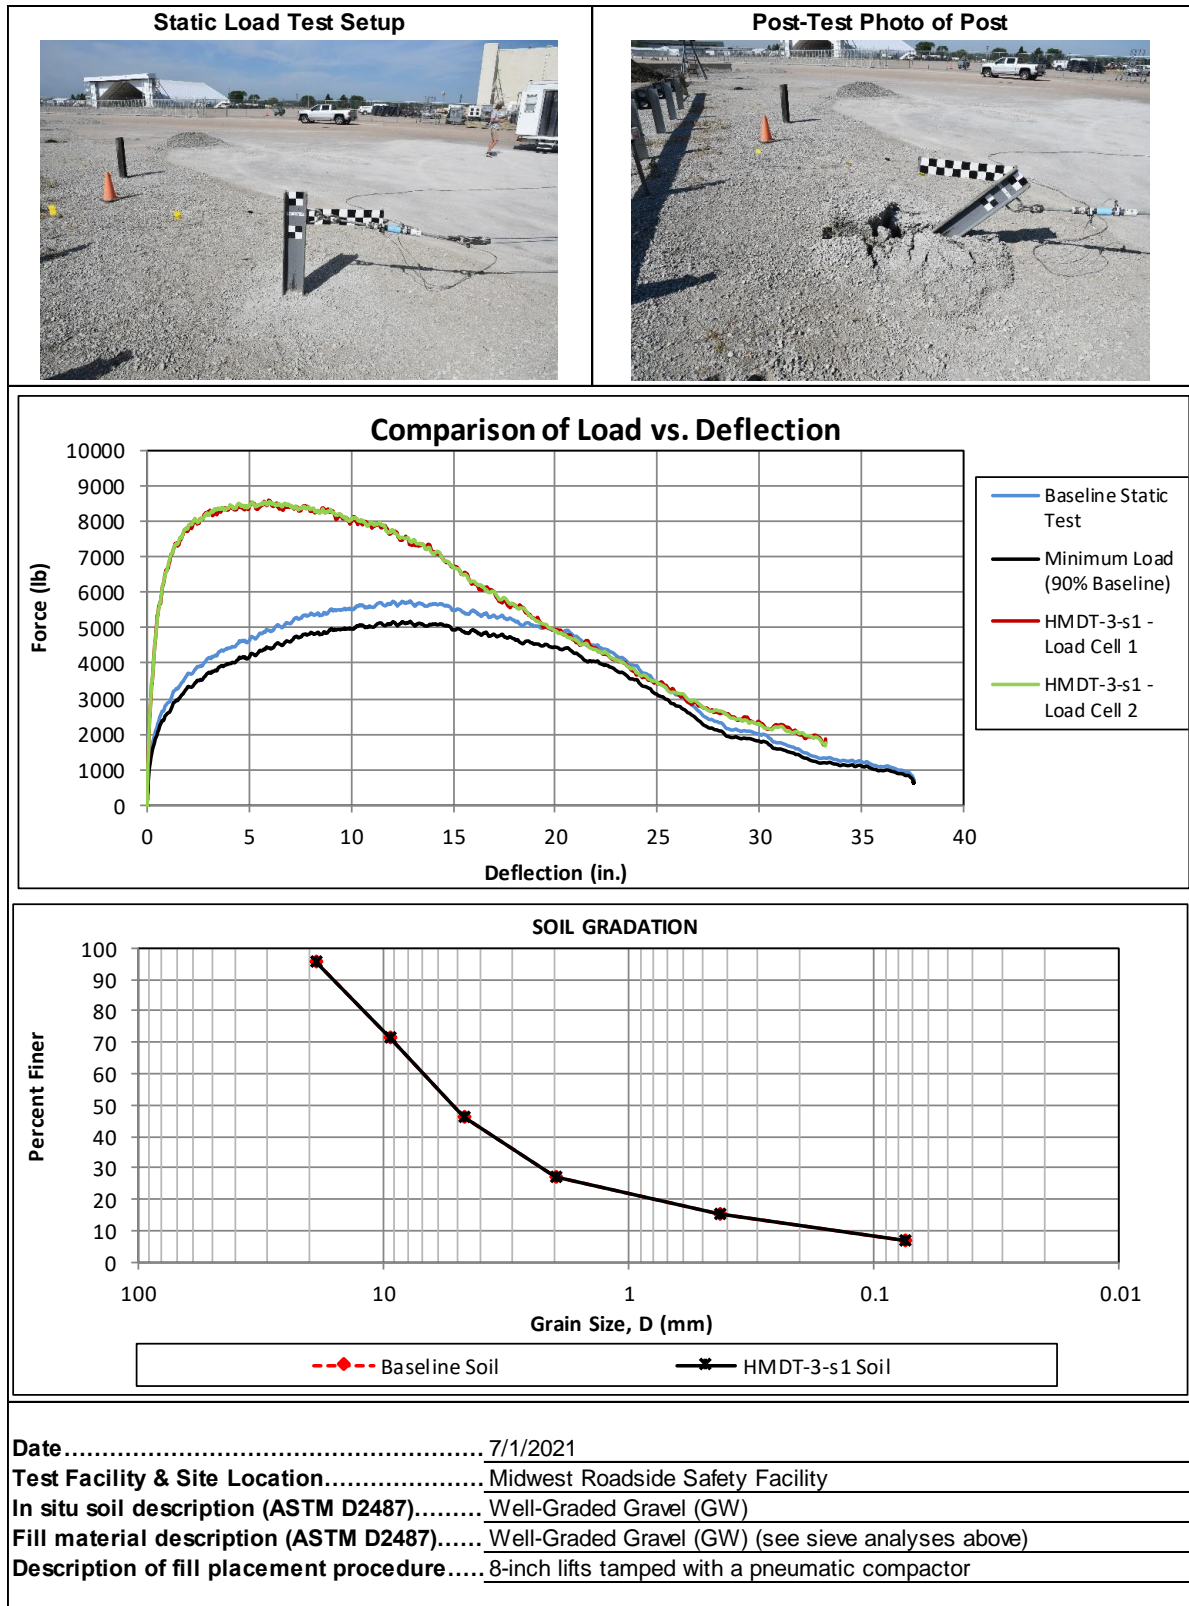 Static Load Test Setup
Post-Test Photo of Post
Comparison of Load vs. Deflection
10000
9000
8000
7000
6000
5000
4000
3000
2000
1000
0
Force (lb)
0 5 10 15 20 25 30 35 40
Deflection (in.)
Baseline Static
Test
Minimum Load
(90% Baseline)
HMDT-3-s1 -
Load Cell 1
HMDT-3-s1 -
Load Cell 2
SOIL GRADATION
100
90
80
70
60
50
40
30
20
10
0
Percent Finer
100 10 1 0.1 0.01
Grain Size, D (mm)
Baseline Soil
HMDT-3-s1 Soil
Date.................................................. 7/1/2021
Test Facility & Site Location...................... Midwest Roadside Safety Facility
In situ soil description (ASTM D2487)......... Well-Graded Gravel (GW)
Fill material description (ASTM D2487)...... Well-Graded Gravel (GW) (see sieve analyses above)
Description of fill placement procedure..... 8-inch lifts tamped with a pneumatic compactor